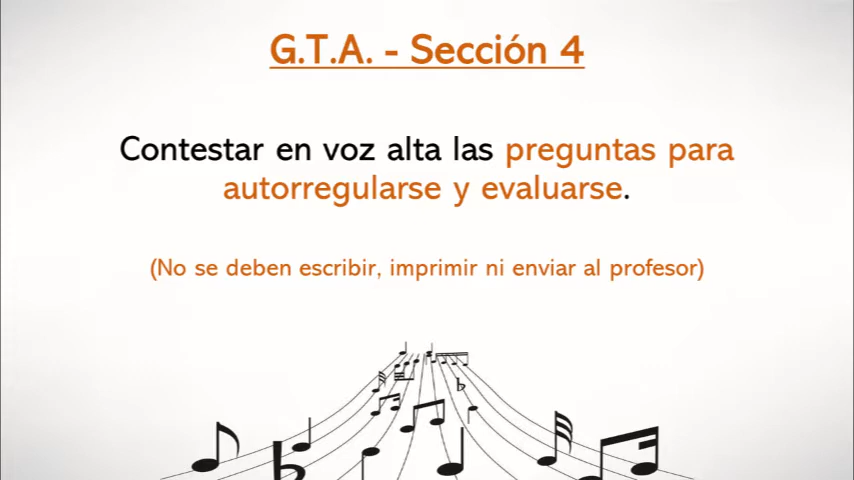 G.T.A. - Sección 4
Contestar en voz alta las preguntas para
autorregularse y evaluarse.
(No se deben escribir, imprimir ni enviar al profesor)